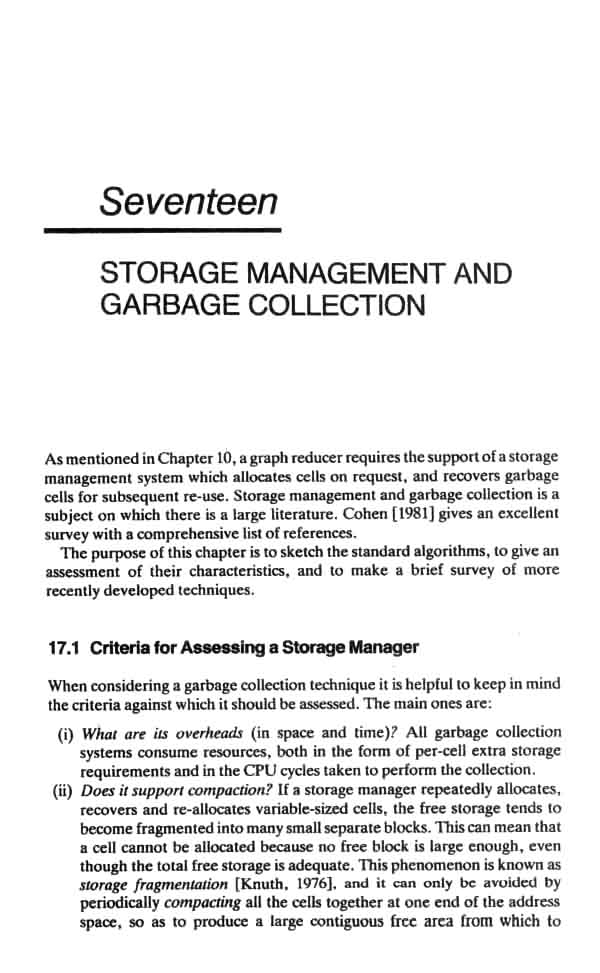 Seventeen
STORAGE MANAGEMENT AND
GARBAGE COLLECTION
As mentioned in Chapter 10, a graph reducer requires the support of a storage
management system which allocates cells on request, and recovers garbage
cells for subsequent re-use. Storage management and garbage collection is a
subject on which there is a large literature. Cohen [1981] gives an excellent
survey with a comprehensive list of references.
The purpose of this chapter is to sketch the standard algorithms, to give an
assessment of their characteristics, and to make a brief survey of more
recently developed techniques.
17.1 Criteria for Assessing a Storage Manager
When considering a garbage collection technique it is helpful to keep in mind
the criteria against which it should be assessed. The main ones are:
(i) What are its overheads (in space and time)? All garbage collection
systems consume resources, both in the form of per-cell extra storage
requirements and in the CPU cycles taken to perform the collection.
(ii) Does it support compaction? If a storage manager repeatedly allocates,
recovers and re-allocates variable-sized cells, the free storage tends to
become fragmented into many small separate blocks. This can mean that
a cell cannot be allocated because no free block is large enough, even
though the total free storage is adequate. This phenomenon is known as
storage fragmentation [Knuth, 1976], and it can only be avoided by
periodically compacting all the cells together at one end of the address
space, so as to produce a large contiguous free area from which to